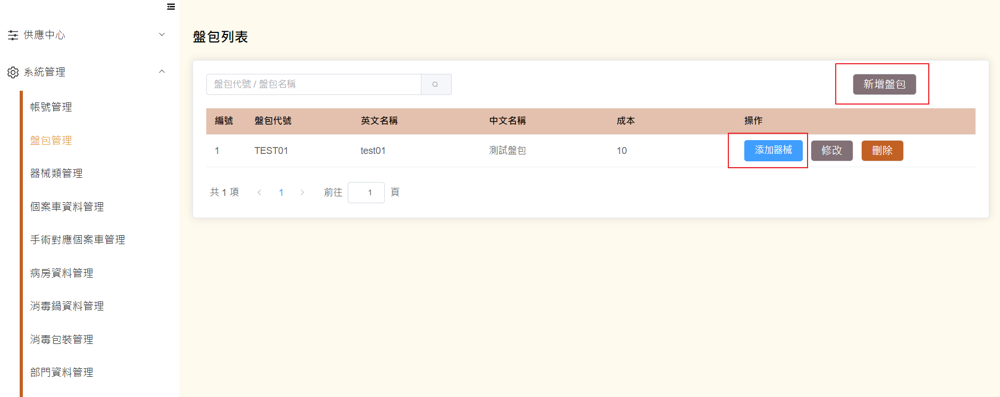 供應中心
系統管理
帳號管理
盤包管理
器械類管理
個案車資料管理
手術對應個案車管理
病房資料管理
消毒鍋資料管理
消毒包裝管理
部門資料管理
盤包列表
盤包代號 / 盤包名稱
新增盤包
編號 盤包代號 英文名稱 中文名稱 成本 操作
1 TEST01 test01 測試盤包 10 添加器械 修改 刪除
共 1 項 1 前往 1 頁